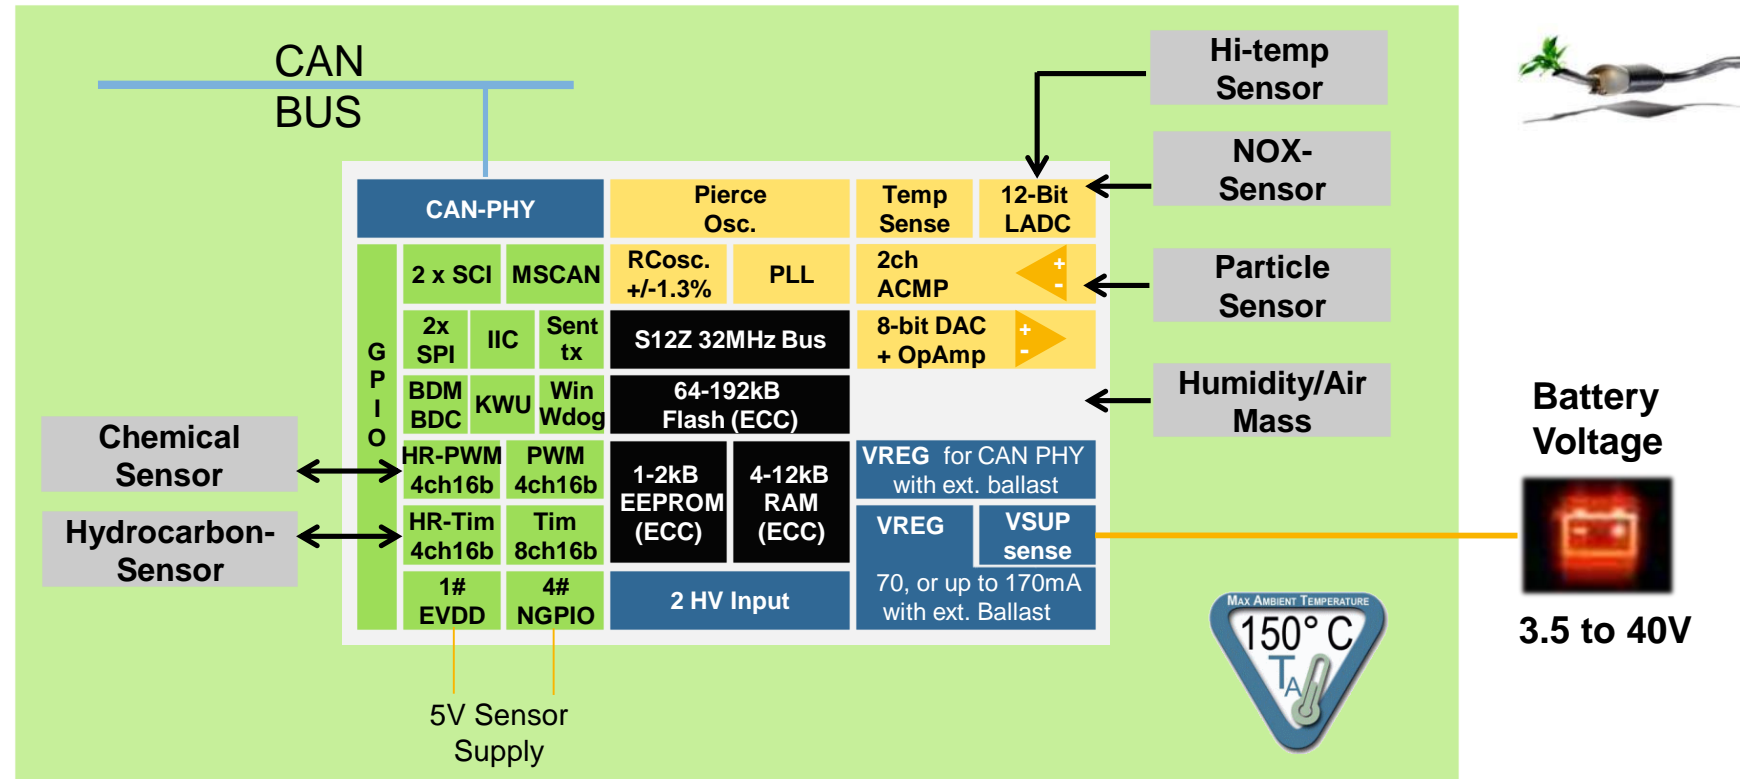 CAN
BUS
Hi-temp
Sensor
NOX-
Sensor
Particle
Sensor
Humidity/Air
Mass
CAN-PHY
Pierce
Osc.
Temp
Sense
12-Bit
LADC
GPIO
2 x SCI
MSCAN
RCosc.
+/-1.3%
PLL
2ch
ACMP
+
-
2x
SPI
IIC
Sent
tx
S12Z 32MHz Bus
8-bit DAC
+ OpAmp
+
-
BDM
BDC
KWU
Win
Wdog
64-192kB
Flash (ECC)
Chemical
Sensor
HR-PWM
4ch16b
PWM
4ch16b
1-2kB
EEPROM
(ECC)
4-12kB
RAM
(ECC)
VREG for CAN PHY
with ext. ballast
Hydrocarbon-
Sensor
HR-Tim
4ch16b
Tim
8ch16b
VREG
VSUP
sense
70, or up to 170mA
with ext. Ballast
1#
EVDD
4#
NGPIO
2 HV Input
5V Sensor
Supply
Battery
Voltage
3.5 to 40V
MAX AMBIENT TEMPERATURE
150° C
TA